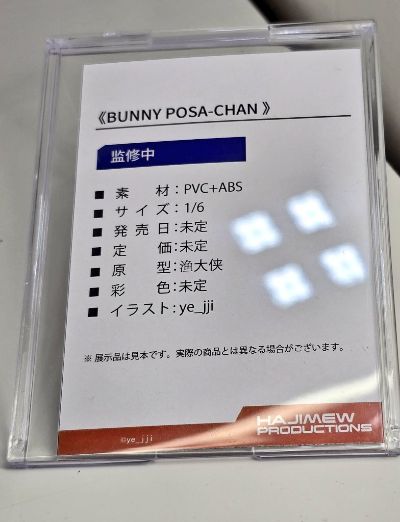 《BUNNY POSA-CHAN 》
監修中
■ 素　材：PVC+ABS
■ サイズ：1/6
■ 発売日：未定
■ 定　価：未定
■ 原　型：漁大侠
■ 彩　色：未定
■ イラスト：ye_jji
※ 展示品は見本です。実際の商品とは異なる場合がございます。
©ye_jji
HAJIMEW
PRODUCTIONS